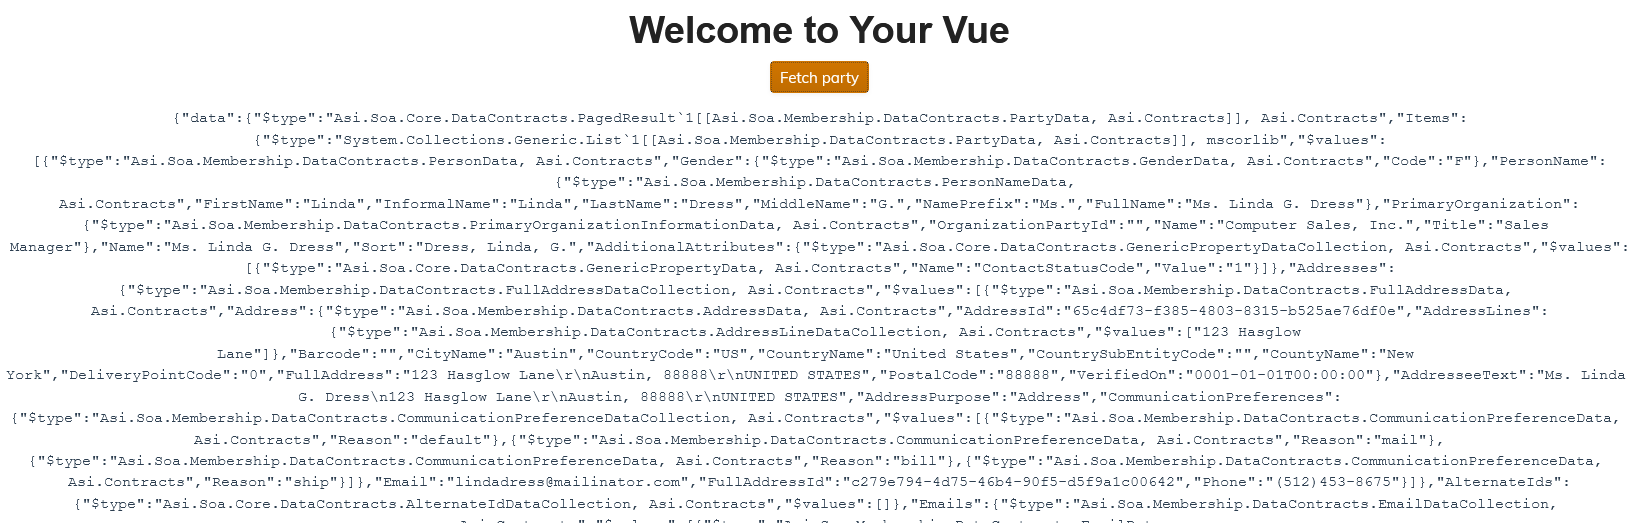 Welcome to Your Vue
Fetch party
{"data":{"$type":"Asi.Soa.Core.DataContracts.PagedResult`1[[Asi.Soa.Membership.DataContracts.PartyData, Asi.Contracts]], Asi.Contracts","Items":
{"$type":"System.Collections.Generic.List`1[[Asi.Soa.Membership.DataContracts.PartyData, Asi.Contracts]], mscorlib","$values":
[{"$type":"Asi.Soa.Membership.DataContracts.PersonData, Asi.Contracts","Gender":{"$type":"Asi.Soa.Membership.DataContracts.GenderData, Asi.Contracts","Code":"F"},"PersonName":
{"$type":"Asi.Soa.Membership.DataContracts.PersonNameData,
Asi.Contracts","FirstName":"Linda","InformalName":"Linda","LastName":"Dress","MiddleName":"G.","NamePrefix":"Ms.","FullName":"Ms. Linda G. Dress"},"PrimaryOrganization":
{"$type":"Asi.Soa.Membership.DataContracts.PrimaryOrganizationInformationData, Asi.Contracts","OrganizationPartyId":"","Name":"Computer Sales, Inc.","Title":"Sales
Manager"},"Name":"Ms. Linda G. Dress","Sort":"Dress, Linda, G.","AdditionalAttributes":{"$type":"Asi.Soa.Core.DataContracts.GenericPropertyDataCollection, Asi.Contracts","$values":
[{"$type":"Asi.Soa.Core.DataContracts.GenericPropertyData, Asi.Contracts","Name":"ContactStatusCode","Value":"1"}]},"Addresses":
{"$type":"Asi.Soa.Membership.DataContracts.FullAddressDataCollection, Asi.Contracts","$values":[{"$type":"Asi.Soa.Membership.DataContracts.FullAddressData,
Asi.Contracts","Address":{"$type":"Asi.Soa.Membership.DataContracts.AddressData, Asi.Contracts","AddressId":"65c4df73-f385-4803-8315-b525ae76df0e","AddressLines":
{"$type":"Asi.Soa.Membership.DataContracts.AddressLineDataCollection, Asi.Contracts","$values":["123 Hasglow
Lane"]},"Barcode":"","CityName":"Austin","CountryCode":"US","CountryName":"United States","CountrySubEntityCode":"","CountyName":"New
York","DeliveryPointCode":"0","FullAddress":"123 Hasglow Lane\r\nAustin, 88888\r\nUNITED STATES","PostalCode":"88888","VerifiedOn":"0001-01-01T00:00:00"},"AddresseeText":"Ms. Linda
G. Dress\n123 Hasglow Lane\r\nAustin, 88888\r\nUNITED STATES","AddressPurpose":"Address","CommunicationPreferences":
{"$type":"Asi.Soa.Membership.DataContracts.CommunicationPreferenceDataCollection, Asi.Contracts","$values":[{"$type":"Asi.Soa.Membership.DataContracts.CommunicationPreferenceData,
Asi.Contracts","Reason":"default"},{"$type":"Asi.Soa.Membership.DataContracts.CommunicationPreferenceData, Asi.Contracts","Reason":"mail"},
{"$type":"Asi.Soa.Membership.DataContracts.CommunicationPreferenceData, Asi.Contracts","Reason":"bill"},{"$type":"Asi.Soa.Membership.DataContracts.CommunicationPreferenceData,
Asi.Contracts","Reason":"ship"}]},"Email":"lindadress@mailinator.com","FullAddressId":"c279e794-4d75-46b4-90f5-d5f9a1c00642","Phone":"(512)453-8675"}]},"AlternateIds":
{"$type":"Asi.Soa.Core.DataContracts.AlternateIdDataCollection, Asi.Contracts","$values":[]},"Emails":{"$type":"Asi.Soa.Membership.DataContracts.EmailDataCollection,